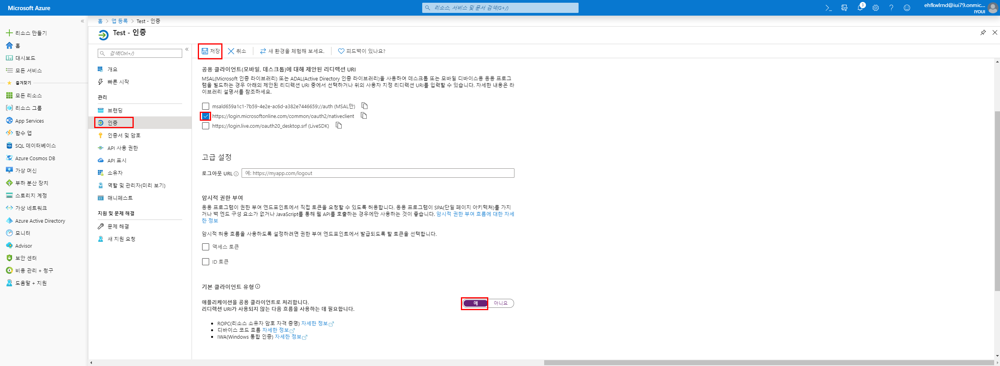 Microsoft Azure
리소스, 서비스 및 문서 검색(G+/)
3
ehfkwlrnd@iui79.onmic...
IYOUI
홈 > 앱 등록 > Test - 인증
Test - 인증
리소스 만들기
홈
대시보드
모든 서비스
즐겨찾기
모든 리소스
리소스 그룹
App Services
함수 앱
SQL 데이터베이스
Azure Cosmos DB
가상 머신
부하 분산 장치
스토리지 계정
가상 네트워크
Azure Active Directory
모니터
Advisor
보안 센터
비용 관리 + 청구
도움말 + 지원
검색(Ctrl+/)
개요
빠른 시작
관리
브랜딩
인증
인증서 및 암호
API 사용 권한
API 표시
소유자
역할 및 관리자(미리 보기)
매니페스트
지원 및 문제 해결
문제 해결
새 지원 요청
저장 취소 새 환경을 체험해 보세요. 피드백이 있나요?
공용 클라이언트(모바일, 데스크톱)에 대해 제안된 리디렉션 URI
MSAL(Microsoft 인증 라이브러리) 또는 ADAL(Active Directory 인증 라이브러리)을 사용하여 데스크톱 또는 모바일 디바이스용 응용 프로그
램을 빌드하는 경우 아래의 제안된 리디렉션 URI 중에서 선택하거나 위의 사용자 지정 리디렉션 URI를 입력할 수 있습니다. 자세한 내용은 라
이브러리 설명서를 참조하세요.
msald659a1c1-7b59-4e2e-ac6d-a382e7446659://auth (MSAL만)
https://login.microsoftonline.com/common/oauth2/nativeclient
https://login.live.com/oauth20_desktop.srf (LiveSDK)
고급 설정
로그아웃 URL 예: https://myapp.com/logout
암시적 권한 부여
응용 프로그램이 권한 부여 엔드포인트에서 직접 토큰을 요청할 수 있도록 허용합니다. 응용 프로그램이 SPA(단일 페이지 아키텍처)를 가지
거나 백 엔드 구성 요소가 없거나 JavaScript를 통해 웹 API를 호출하는 경우에만 사용하는 것이 좋습니다. 암시적 권한 부여 흐름에 대한 자세
한 정보
암시적 허용 흐름을 사용하도록 설정하려면 권한 부여 엔드포인트에서 발급되도록 할 토큰을 선택합니다.
액세스 토큰
ID 토큰
기본 클라이언트 유형
애플리케이션을 공용 클라이언트로 처리합니다.
리디렉션 URI가 사용되지 않는 다음 흐름을 사용하는 데 필요합니다.
예 아니요
ROPC(리소스 소유자 암호 자격 증명) 자세한 정보
디바이스 코드 흐름 자세한 정보
IWA(Windows 통합 인증) 자세한 정보